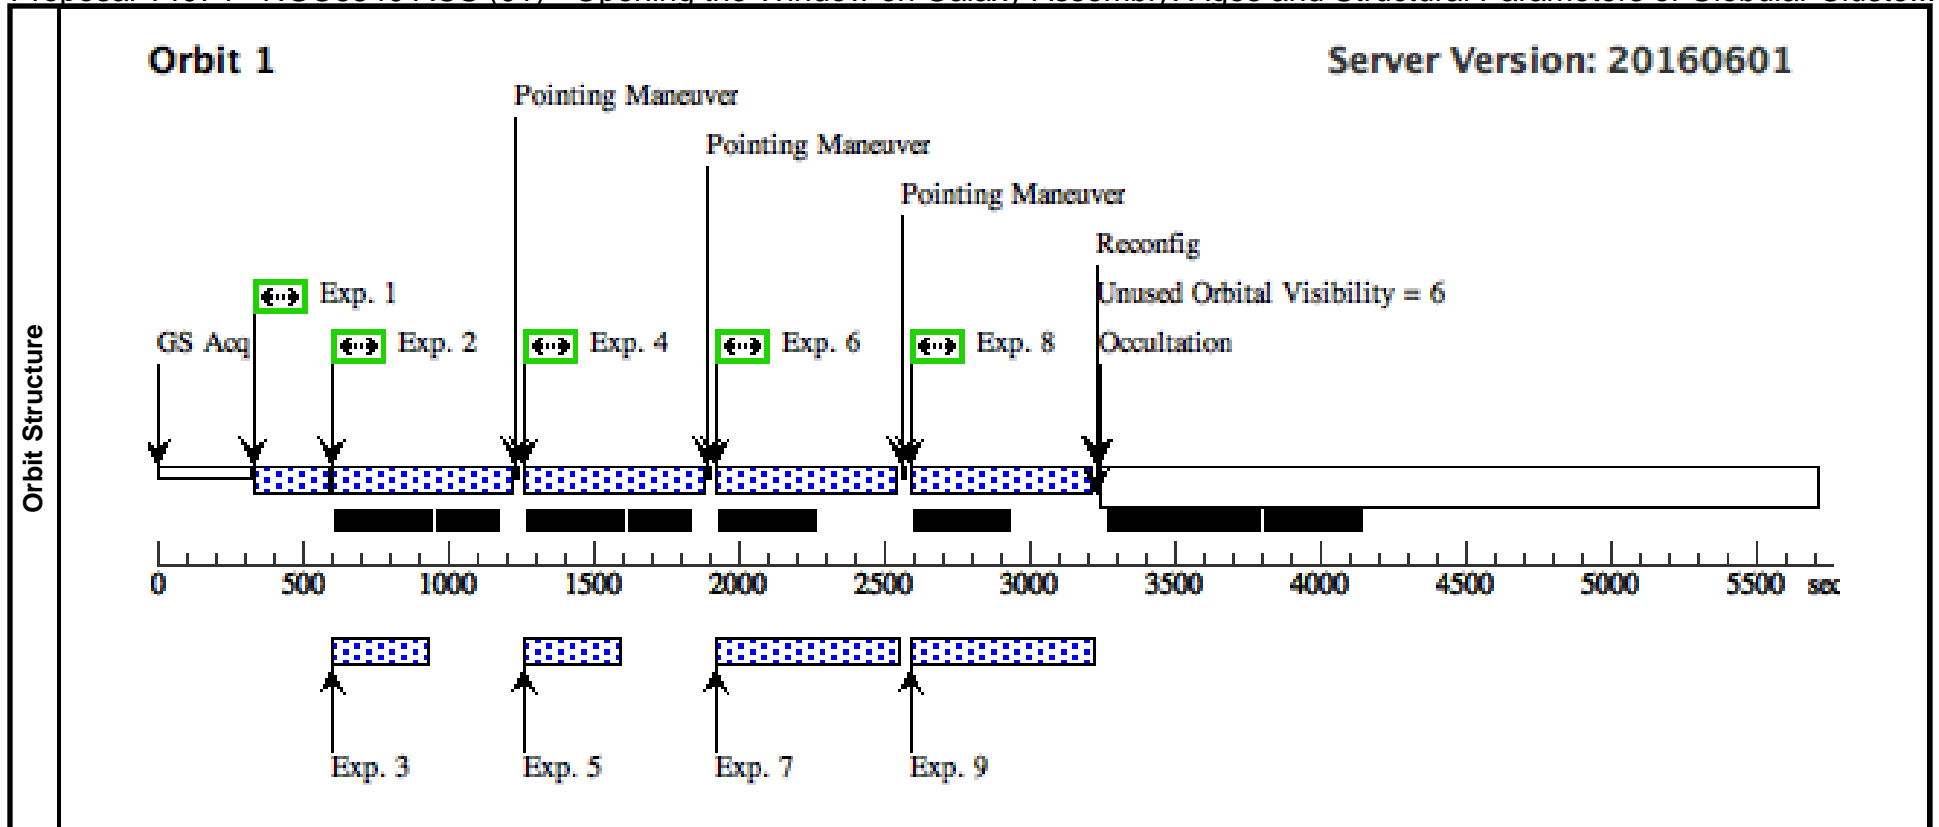 Orbit 1
Server Version: 20160601
Pointing Maneuver
Pointing Maneuver
Pointing Maneuver
Reconfig
Exp. 1
Unused Orbital Visibility = 6
GS Acq
Exp. 2
Exp. 4
Exp. 6
Exp. 8
Occultation
Orbit Structure
0 500 1000 1500 2000 2500 3000 3500 4000 4500 5000 5500 sec
Exp. 3
Exp. 5
Exp. 7
Exp. 9